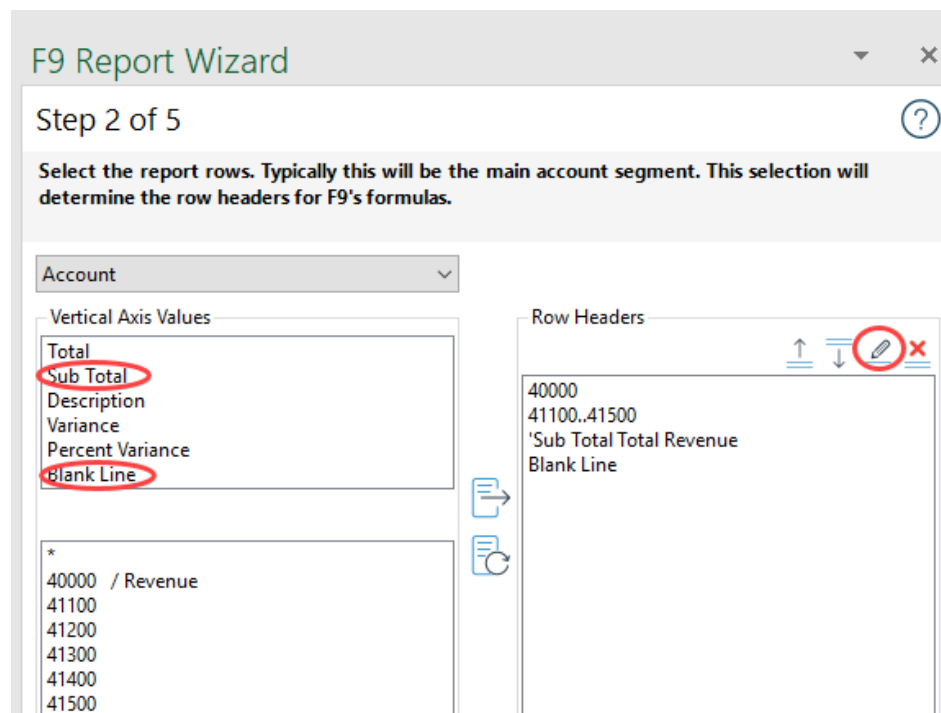 F9 Report Wizard
Step 2 of 5
?
Select the report rows. Typically this will be the main account segment. This selection will
determine the row headers for F9's formulas.
Account
Vertical Axis Values
Total
Sub Total
Description
Variance
Percent Variance
Blank Line
*
40000 / Revenue
41100
41200
41300
41400
41500
Row Headers
40000
41100..41500
'Sub Total Total Revenue
Blank Line